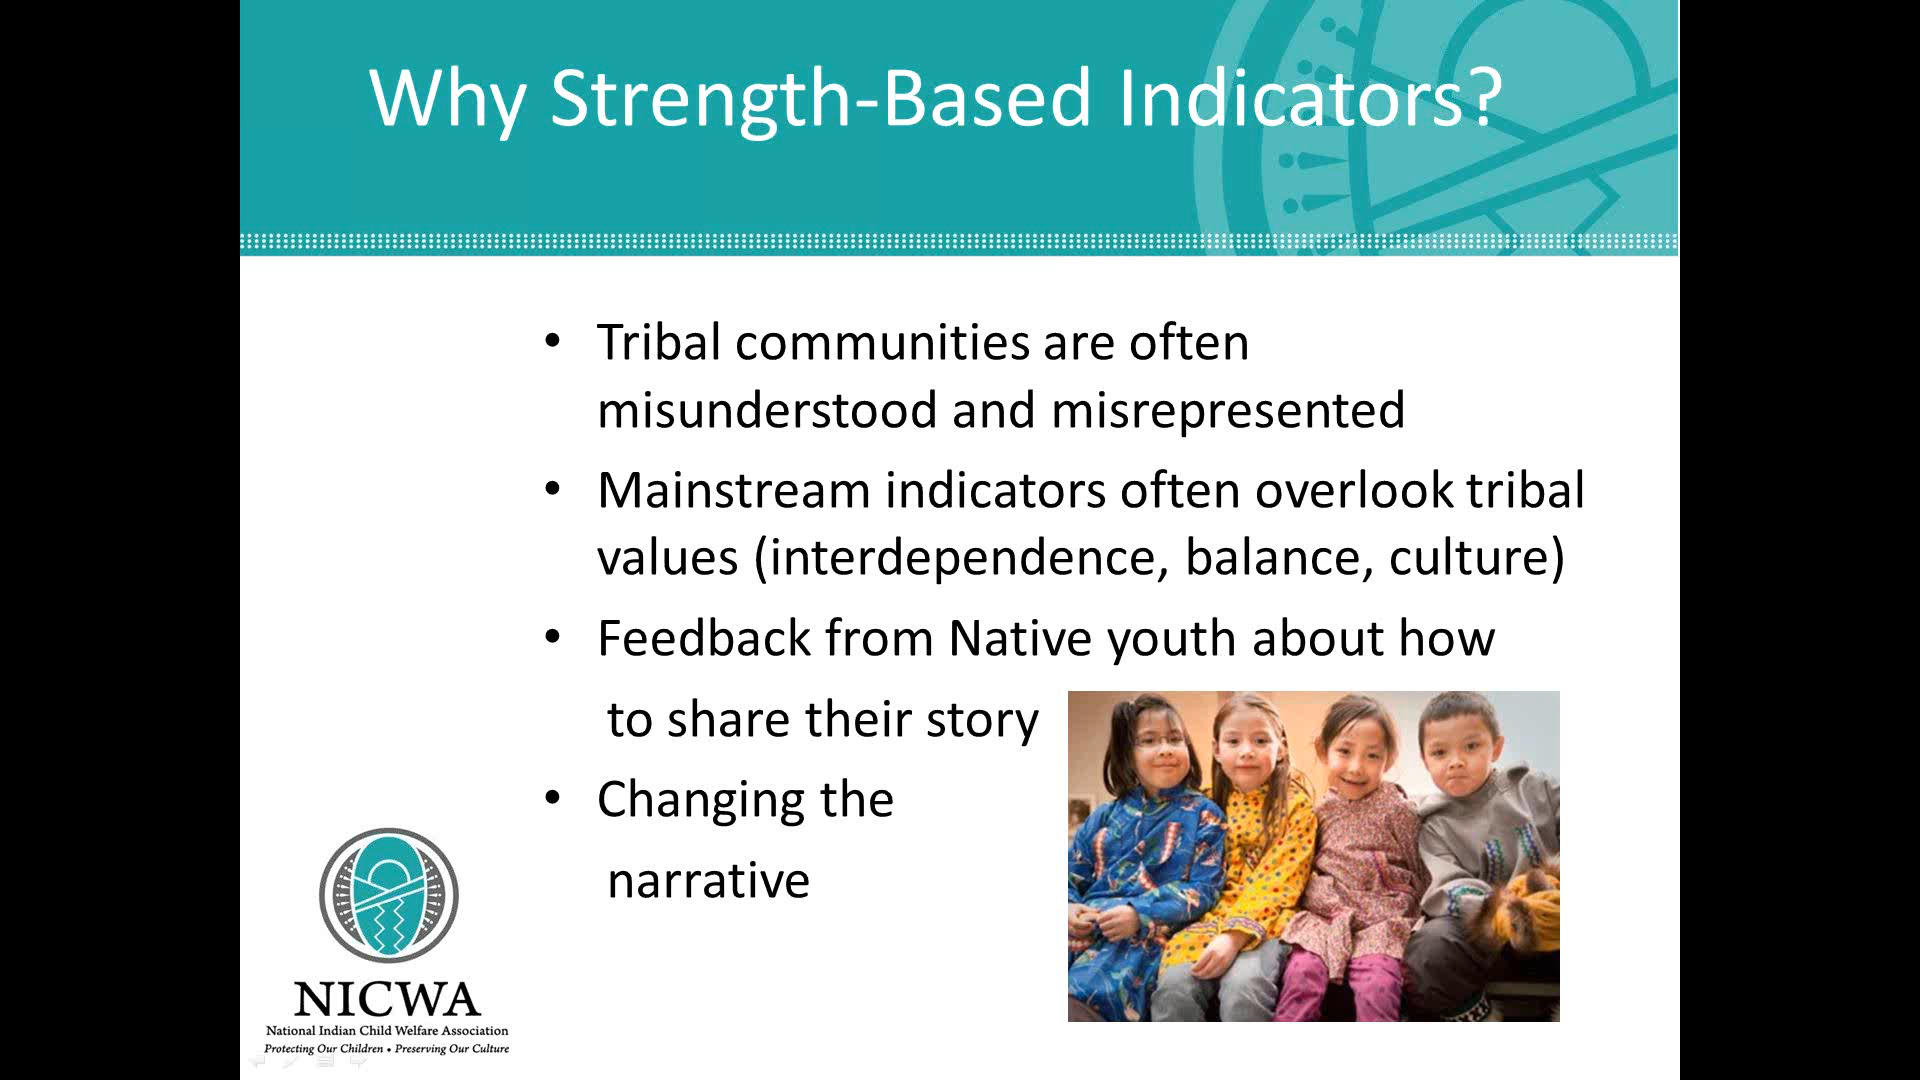 Why Strength-Based Indicators?
• Tribal communities are often
misunderstood and misrepresented
• Mainstream indicators often overlook tribal
values (interdependence, balance, culture)
• Feedback from Native youth about how
to share their story
• Changing the
narrative
NICWA
National Indian Child Welfare Association
Protecting Our Children • Preserving Our Culture